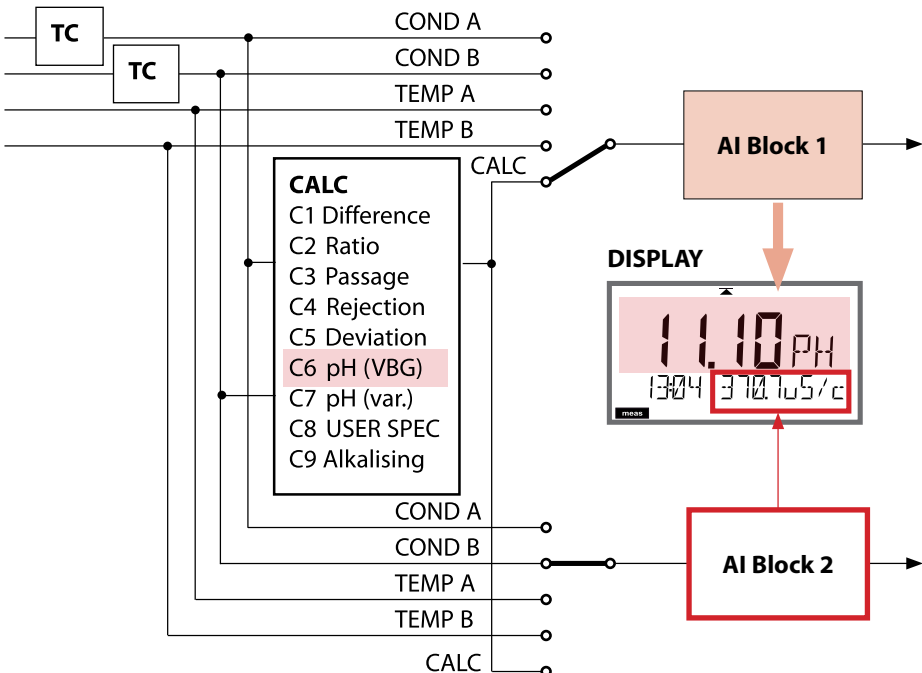 COND A
TC
COND B
TC
TEMP A
TEMP B
CALC
AI Block 1
CALC
C1 Difference
C2 Ratio
C3 Passage
C4 Rejection
C5 Deviation
C6 pH (VBG)
C7 pH (var.)
C8 USER SPEC
C9 Alkalising
DISPLAY
11.10 PH
13:04 370.7uS/c
meas
COND A
COND B
TEMP A
TEMP B
CALC
AI Block 2